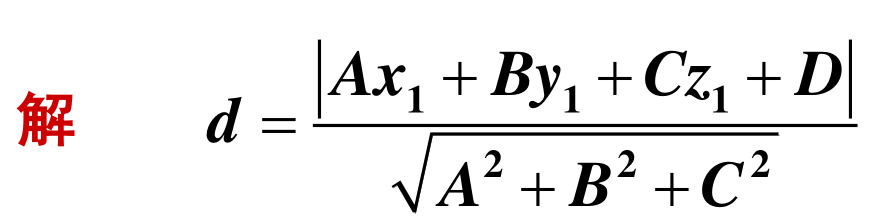 解 d = |Ax₁ + By₁ + Cz₁ + D| / √(A² + B² + C²)